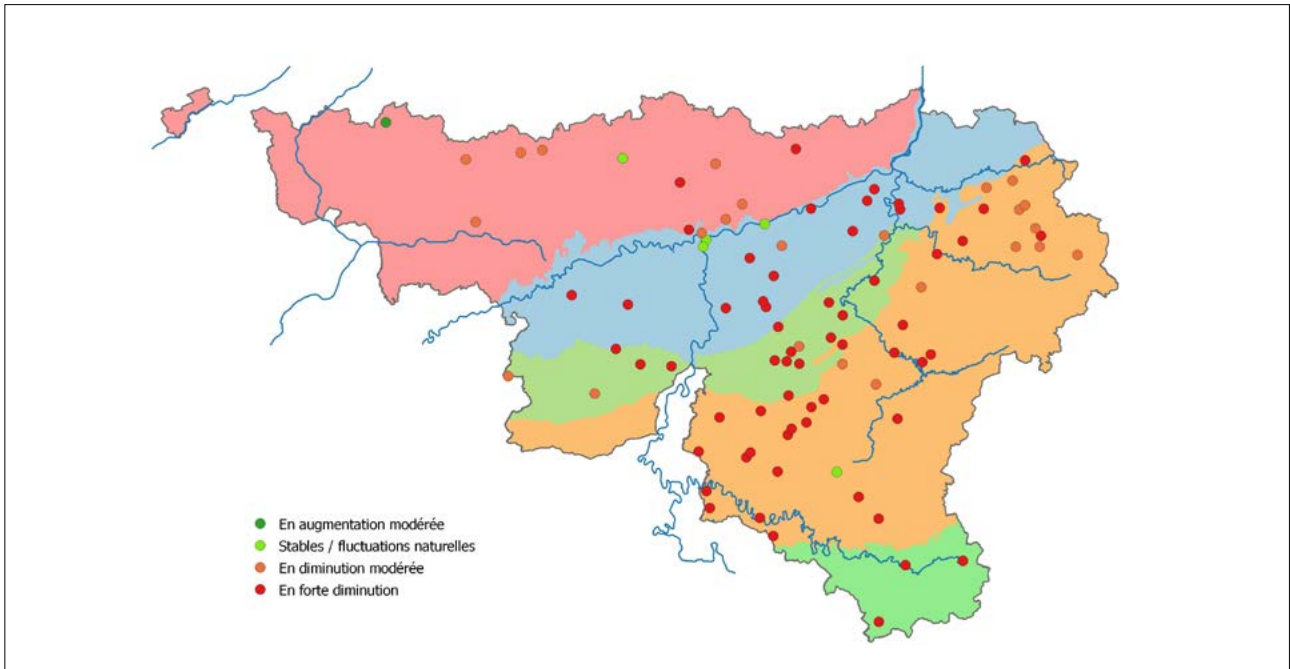 En augmentation modérée
Stables / fluctuations naturelles
En diminution modérée
En forte diminution